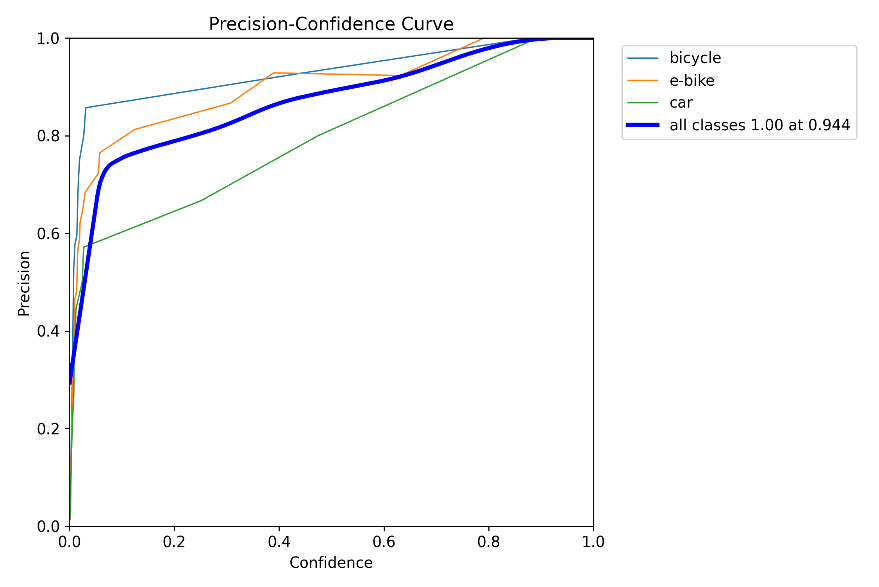 Precision-Confidence Curve
1.0
0.8
0.6
0.4
0.2
0.0
Precision
0.0 0.2 0.4 0.6 0.8 1.0
Confidence
bicycle
e-bike
car
all classes 1.00 at 0.944